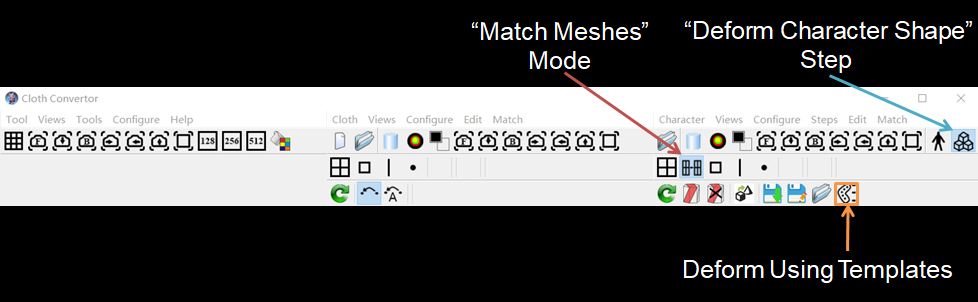 “Match Meshes”
Mode
“Deform Character Shape”
Step
Cloth Convertor
Tool Views Tools Configure Help
Cloth Views Configure Edit Match
Character Views Configure Steps Edit Match
F B 128 256 512
F B
F B
A
Deform Using Templates